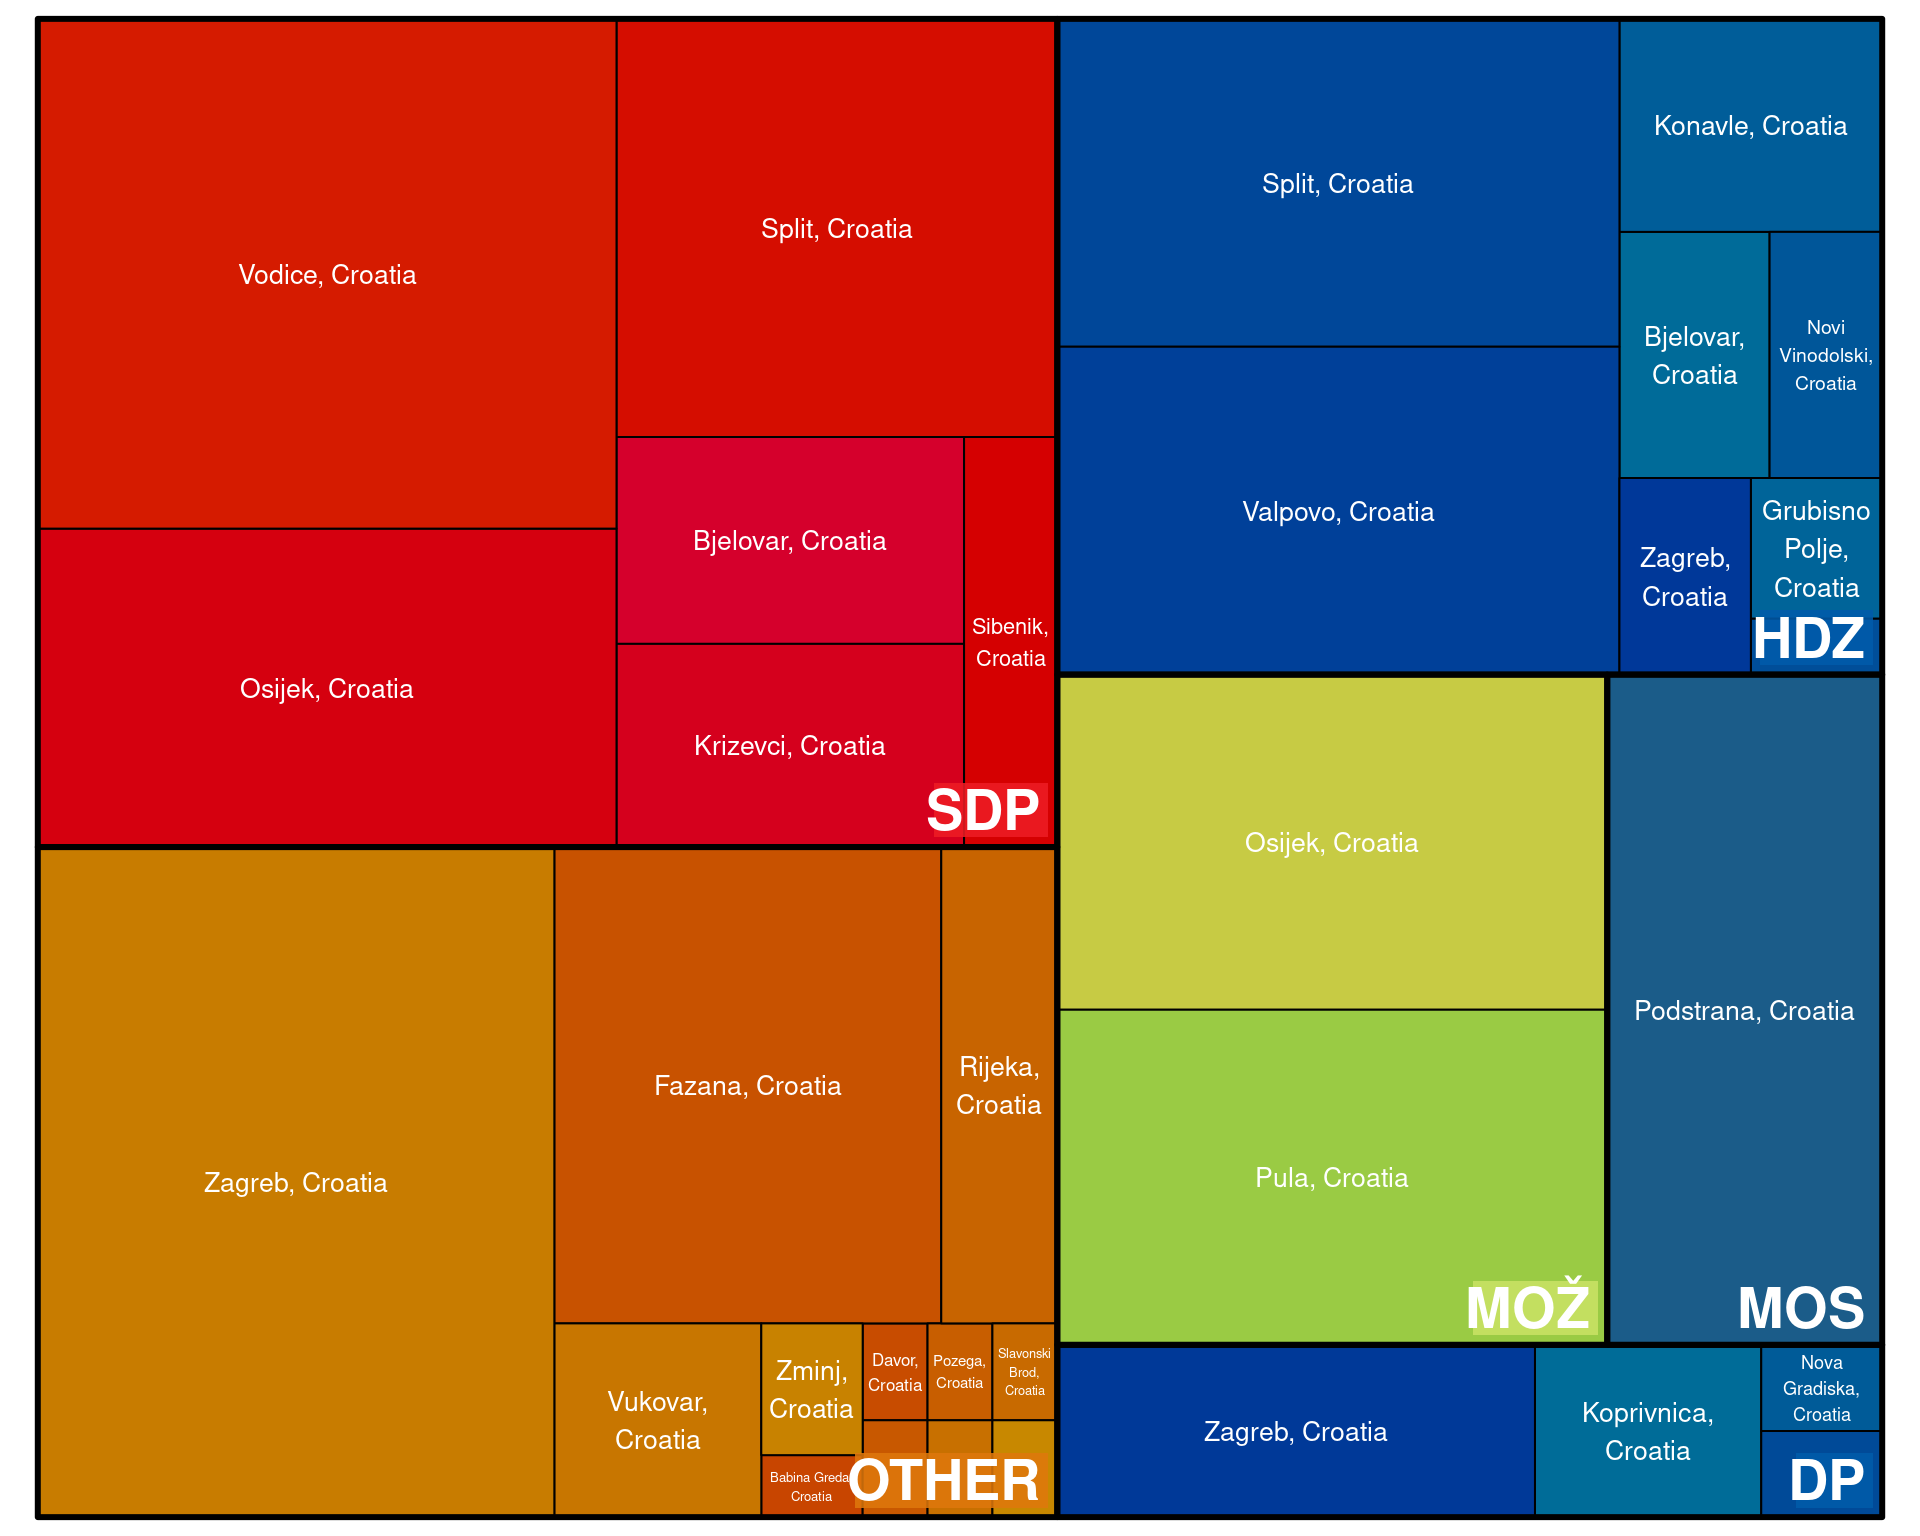 Vodice, Croatia
Split, Croatia
Osijek, Croatia
Bjelovar, Croatia
Krizevci, Croatia
Sibenik,
Croatia
SDP
Split, Croatia
Konavle, Croatia
Valpovo, Croatia
Bjelovar,
Croatia
Novi
Vinodolski,
Croatia
Zagreb,
Croatia
Grubisno
Polje,
Croatia
HDZ
Zagreb, Croatia
Fazana, Croatia
Rijeka,
Croatia
Vukovar,
Croatia
Zminj,
Croatia
Davor,
Croatia
Pozega,
Croatia
Slavonski
Brod,
Croatia
Babina Greda,
Croatia
OTHER
Osijek, Croatia
Pula, Croatia
MOŽ
Podstrana, Croatia
MOS
Zagreb, Croatia
Koprivnica,
Croatia
Nova
Gradiska,
Croatia
DP